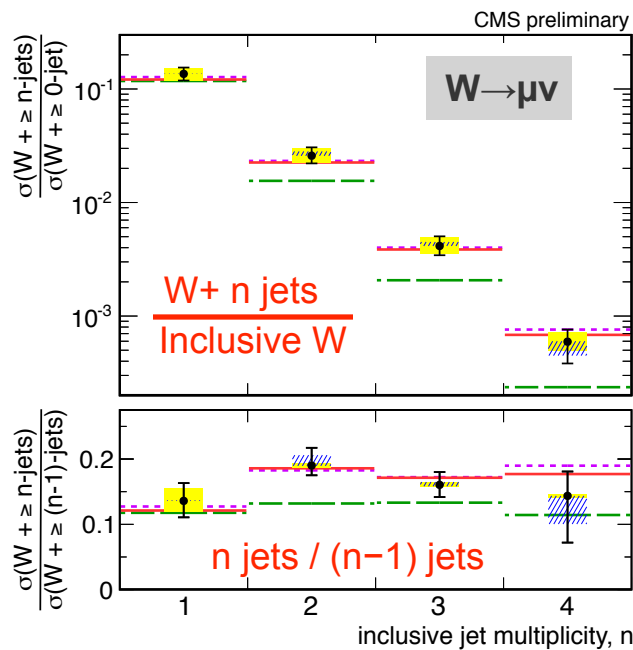 CMS preliminary
σ(W + ≥ n-jets)
σ(W + ≥ 0-jet)
10⁻¹
10⁻²
10⁻³
W→μν
W+ n jets
Inclusive W
σ(W + ≥ n-jets)
σ(W + ≥ (n-1)-jets)
0.2
0.1
0
n jets / (n−1) jets
1 2 3 4
inclusive jet multiplicity, n